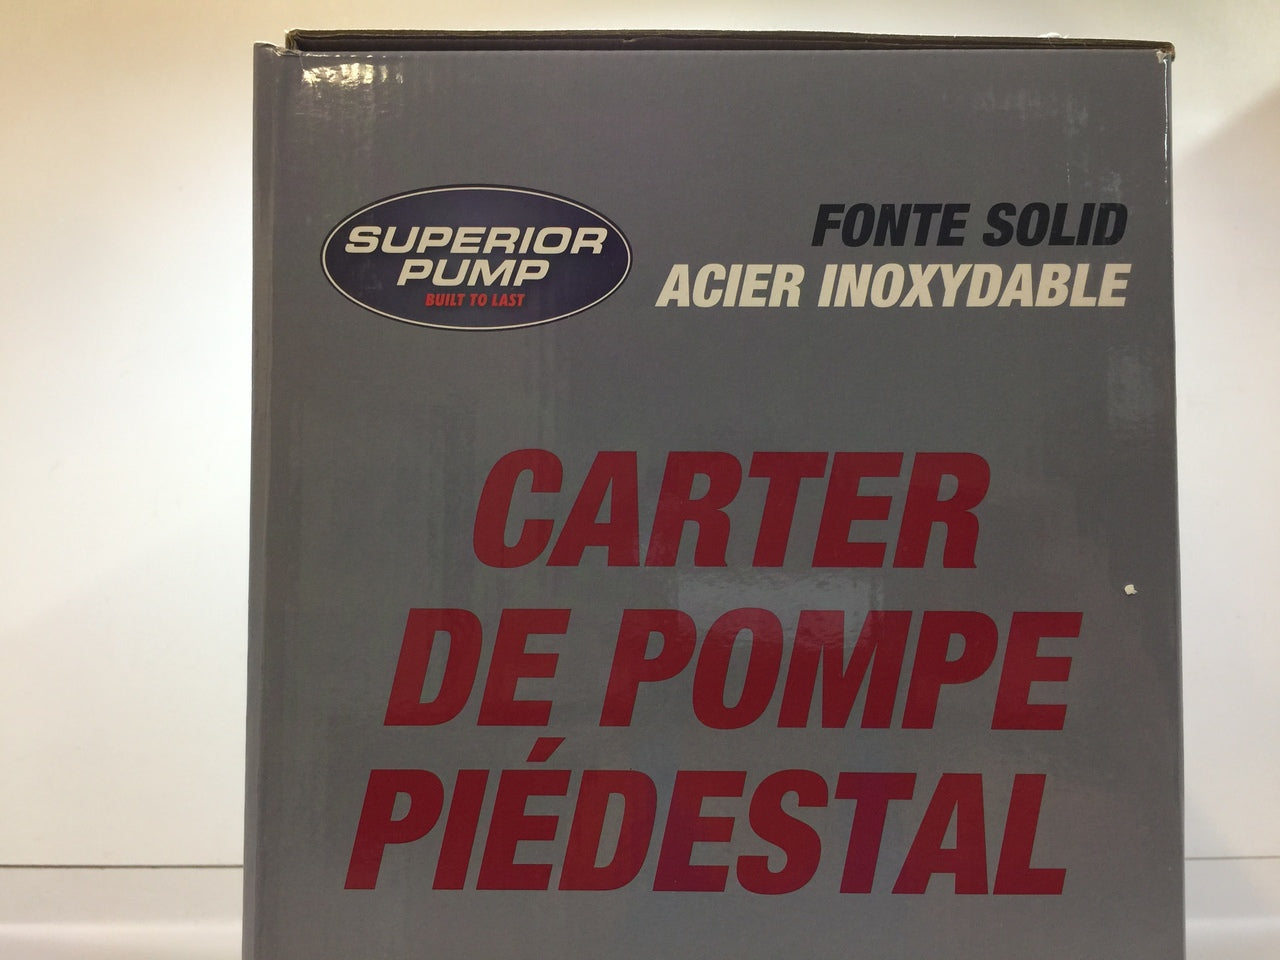 SUPERIOR
PUMP
BUILT TO LAST
FONTE SOLID
ACIER INOXYDABLE
CARTER
DE POMPE
PIÉDESTAL